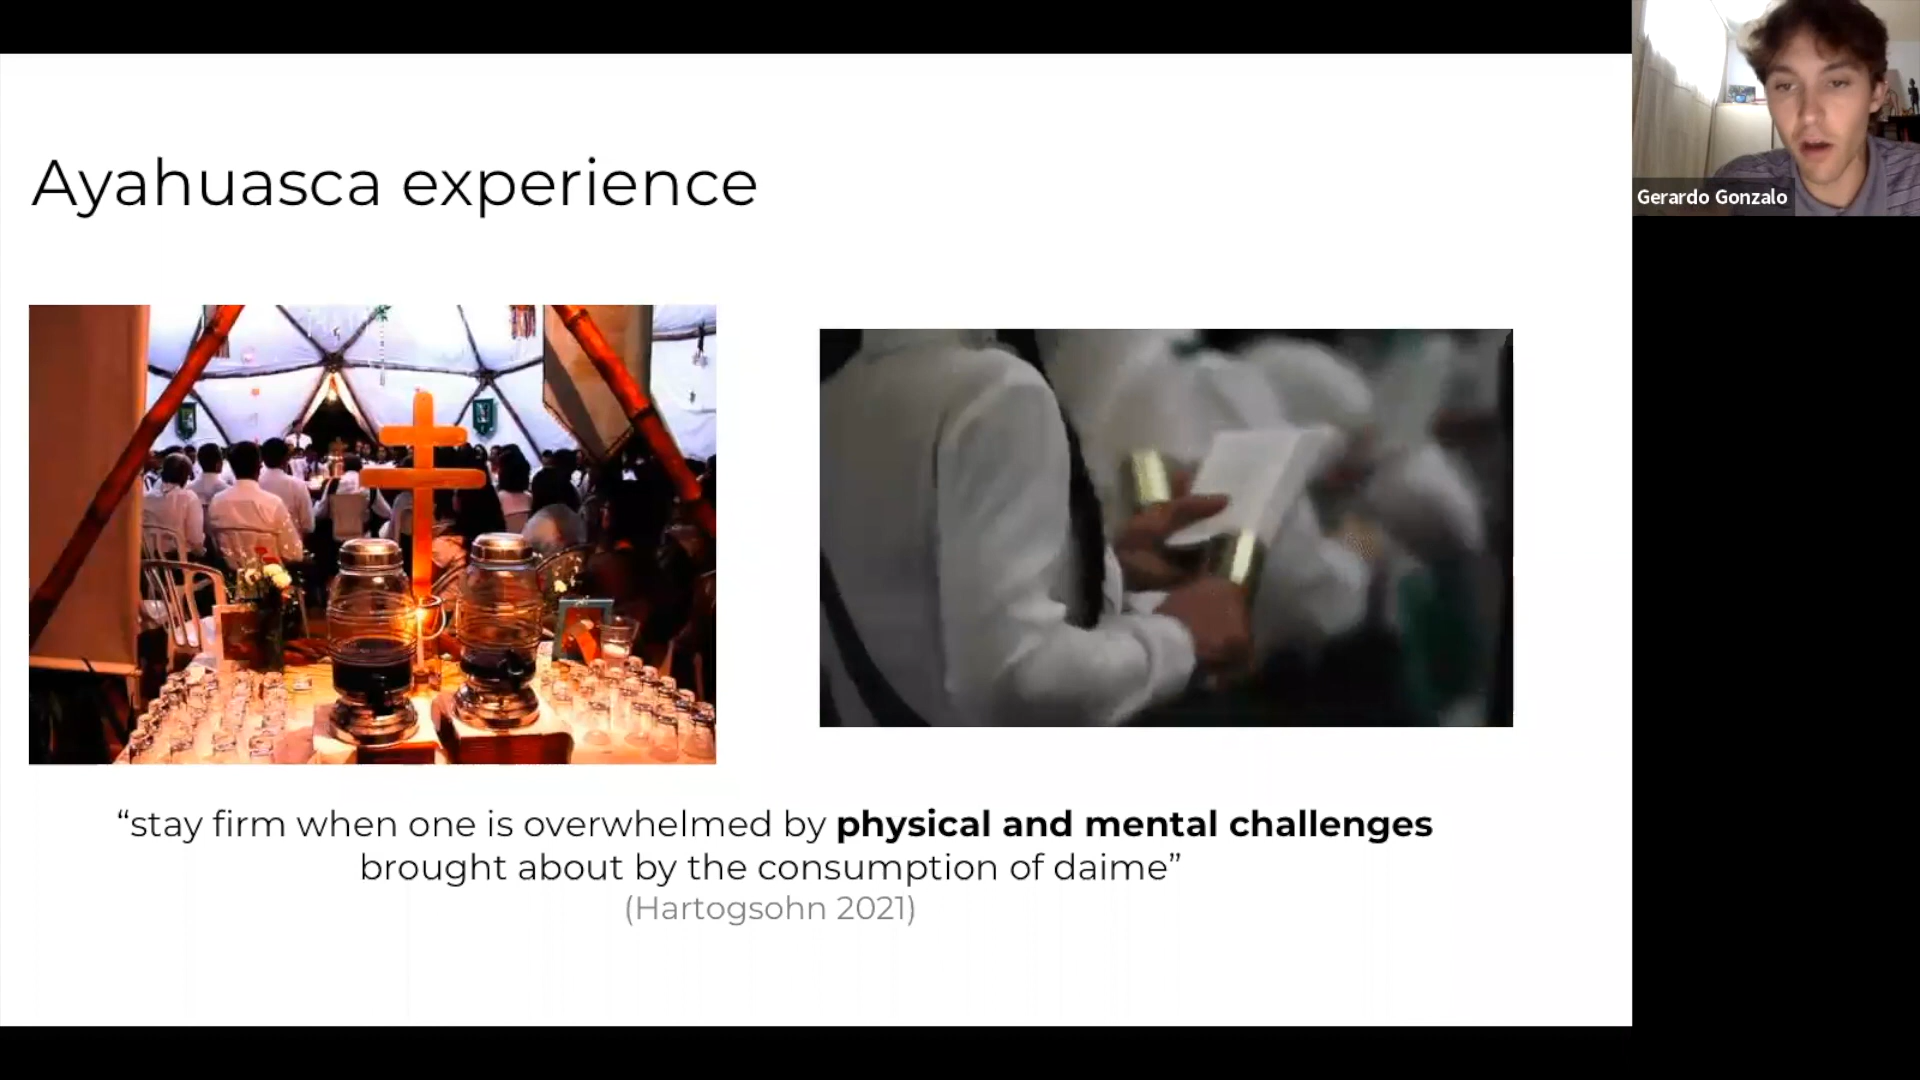 Ayahuasca experience
“stay firm when one is overwhelmed by physical and mental challenges
brought about by the consumption of daime”
(Hartogsohn 2021)
Gerardo Gonzalo